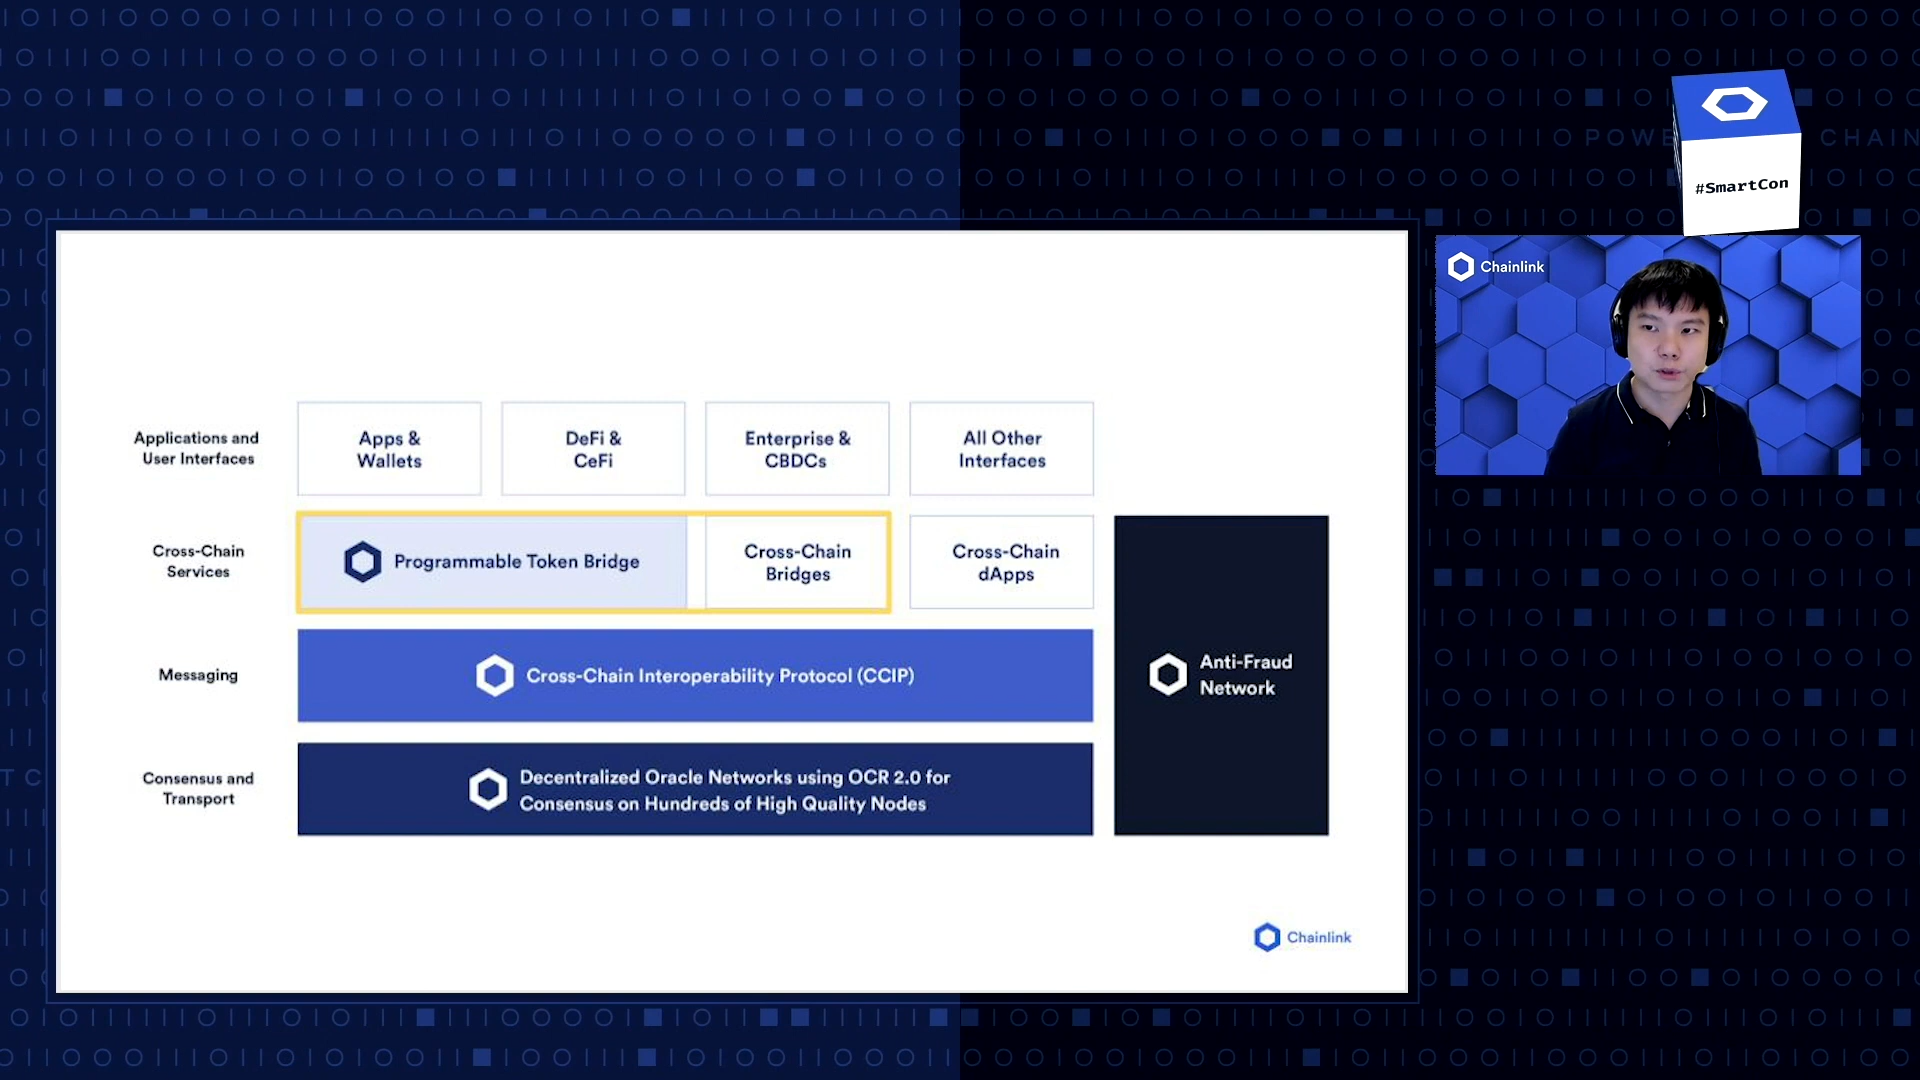 POWE
CHAIN
#SmartCon
Chainlink
Applications and
User Interfaces
Apps &
Wallets
DeFi &
CeFi
Enterprise &
CBDCs
All Other
Interfaces
Cross-Chain
Services
Programmable Token Bridge
Cross-Chain
Bridges
Cross-Chain
dApps
Messaging
Cross-Chain Interoperability Protocol (CCIP)
Anti-Fraud
Network
Consensus and
Transport
Decentralized Oracle Networks using OCR 2.0 for
Consensus on Hundreds of High Quality Nodes
Chainlink